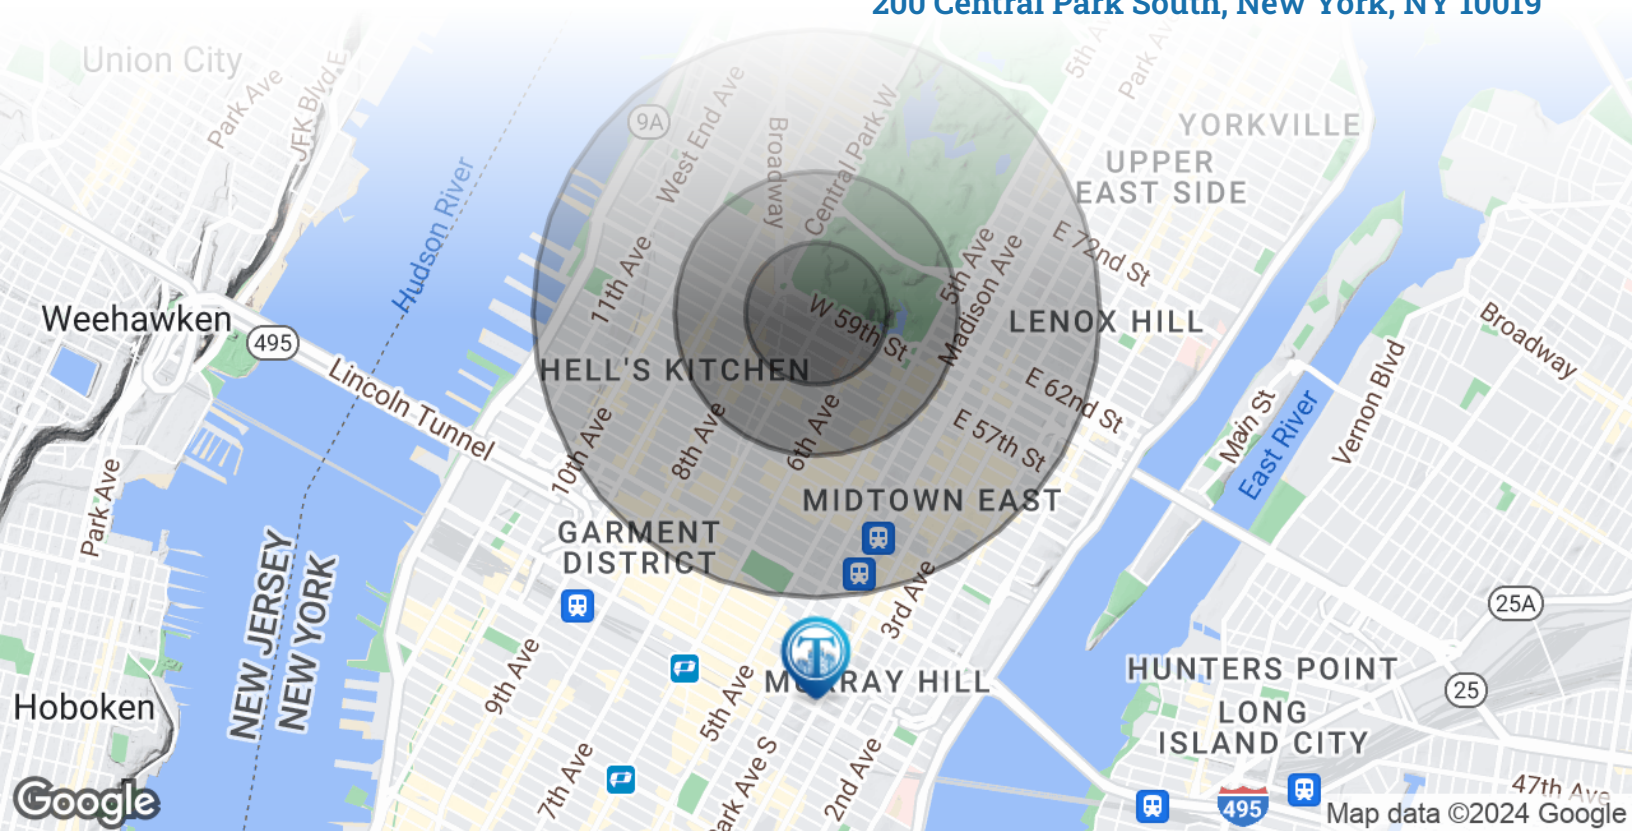 200 Central Park South, New York, NY 10019
Union City
Park Ave
JFK Blvd E
Hudson River
9A
West End Ave
Broadway
Central Park W
5th Ave
Park Ave
YORKVILLE
UPPER
EAST SIDE
E 72nd St
11th Ave
W 59th St
5th Ave
Madison Ave
LENOX HILL
Weehawken
495
Lincoln Tunnel
HELL'S KITCHEN
10th Ave
8th Ave
6th Ave
E 62nd St
E 57th St
Main St
East River
Vernon Blvd
Broadway
MIDTOWN EAST
GARMENT
DISTRICT
Park Ave
NEW JERSEY
NEW YORK
3rd Ave
25A
9th Ave
5th Ave
T
MURRAY HILL
HUNTERS POINT
25
LONG
ISLAND CITY
Hoboken
7th Ave
Park Ave S
2nd Ave
495
47th Ave
Google
Map data ©2024 Google